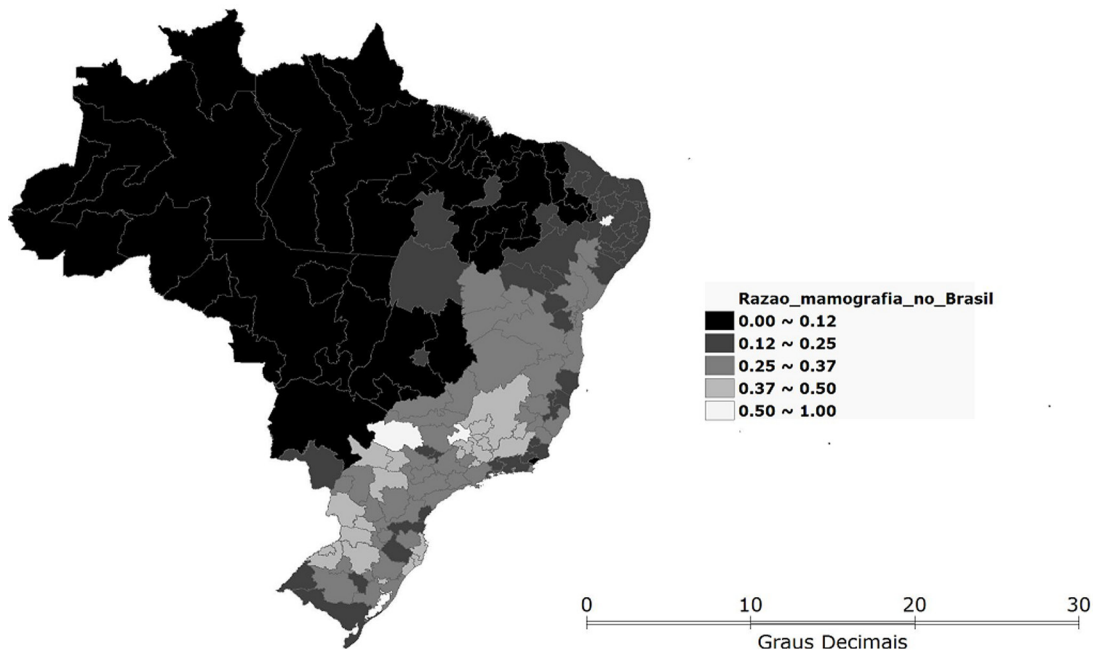 Razao_mamografia_no_Brasil
0.00 ~ 0.12
0.12 ~ 0.25
0.25 ~ 0.37
0.37 ~ 0.50
0.50 ~ 1.00
0 10 20 30
Graus Decimais